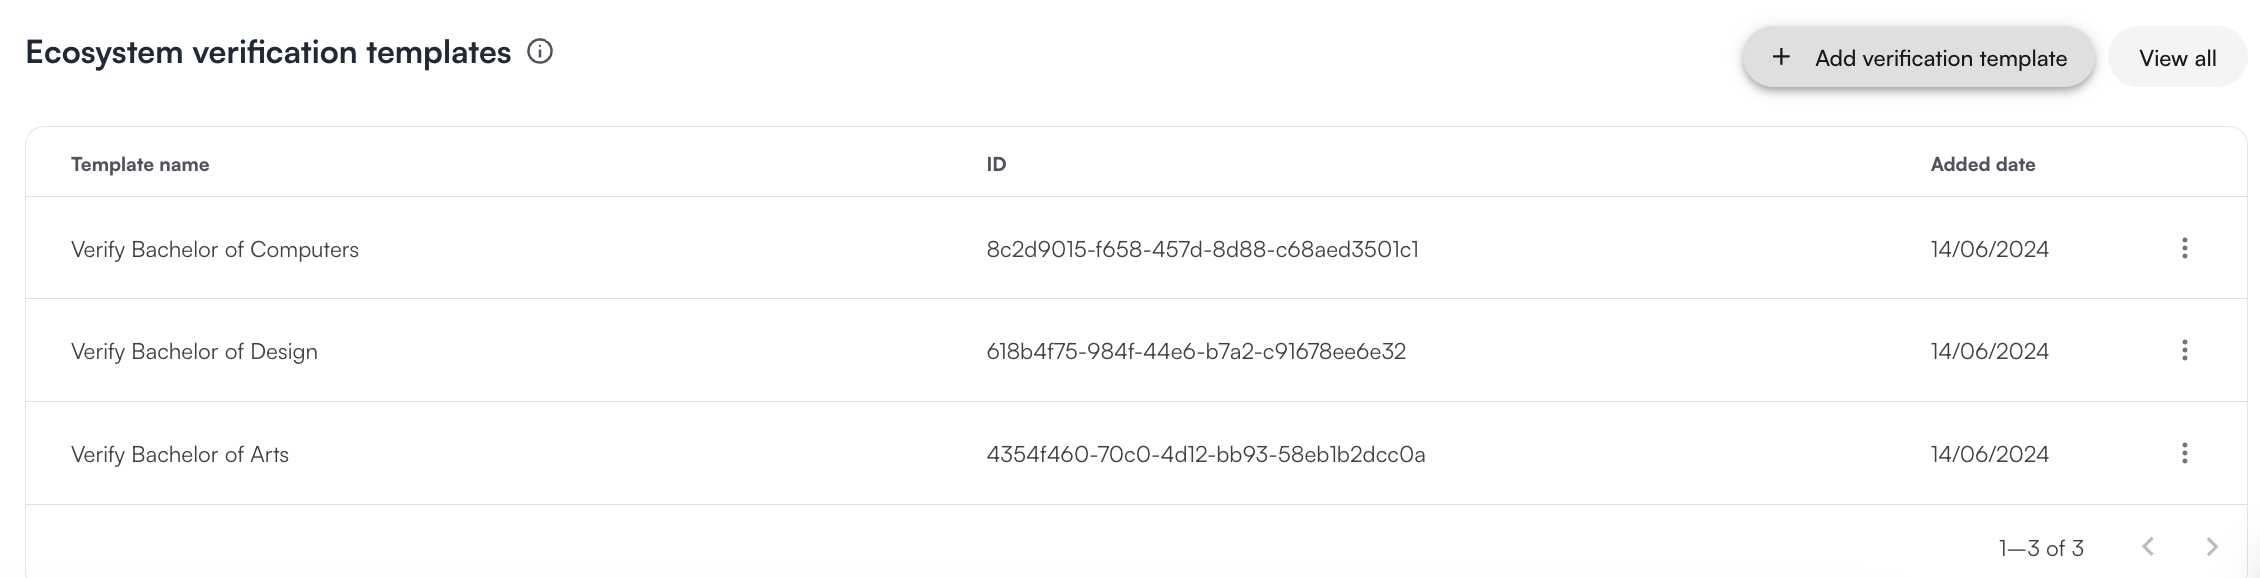 Ecosystem verification templates
+ Add verification template
View all
Template name ID Added date
Verify Bachelor of Computers 8c2d9015-f658-457d-8d88-c68aed3501c1 14/06/2024
Verify Bachelor of Design 618b4f75-984f-44e6-b7a2-c91678ee6e32 14/06/2024
Verify Bachelor of Arts 4354f460-70c0-4d12-bb93-58eb1b2dcc0a 14/06/2024
1–3 of 3